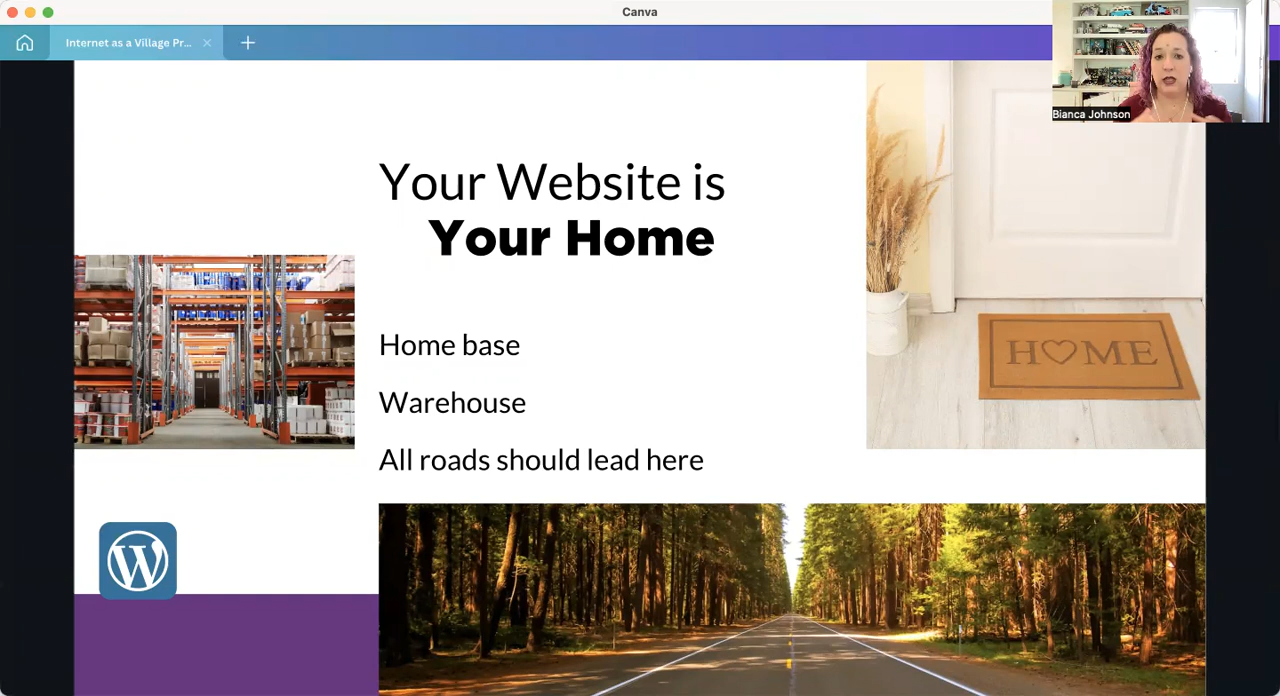 Canva
Internet as a Village Pr...
Bianca Johnson
Your Website is
Your Home
Home base
Warehouse
All roads should lead here
HOME
W